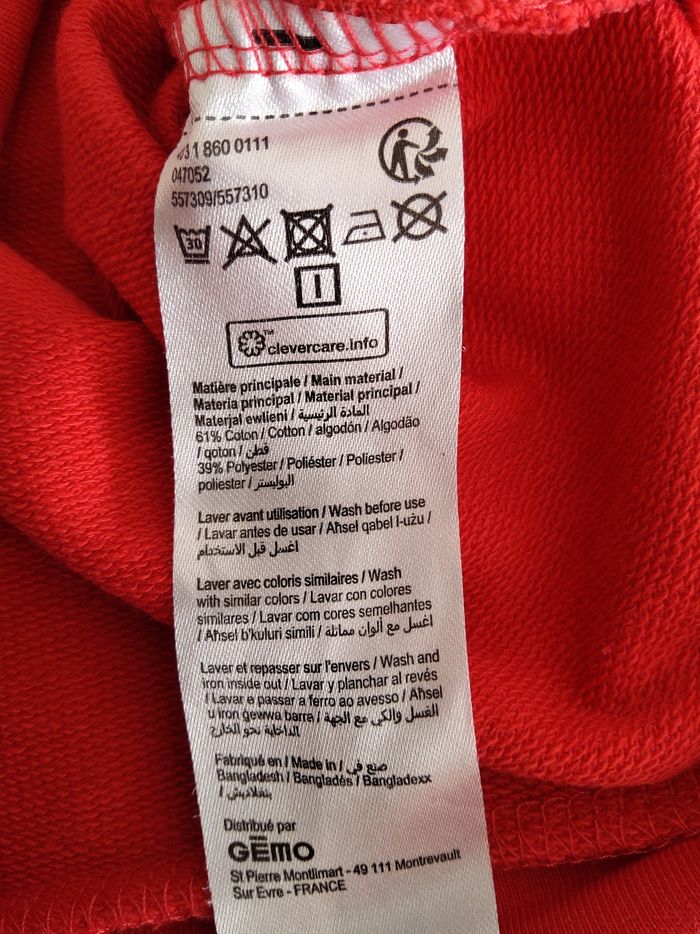 1 860 0111
047052
557309/557310
30
clevercare.info
Matière principale / Main material /
Materia principal / Material principal /
Materjal ewlieni / المادة الرئيسية
61% Coton / Cotton / algodón / Algodão
/ qoton / قطن
39% Polyester / Poliéster / Poliester /
poliester / البوليستر
Laver avant utilisation / Wash before use
/ Lavar antes de usar / Aħsel qabel l-użu /
اغسل قبل الاستخدام
Laver avec coloris similaires / Wash
with similar colors / Lavar con colores
similares / Lavar com cores semelhantes
/ Aħsel b'kuluri simili / اغسل مع ألوان مماثلة
Laver et repasser sur l'envers / Wash and
iron inside out / Lavar y planchar al revés
/ Lavar e passar a ferro ao avesso / Aħsel
u iron gewwa barra / الغسل والكي مع الجهة
الداخلية نحو الخارج
Fabriqué en / Made in / صنع في
Bangladesh / Bangladés / Bangladexx
/ بنغلاديش
Distribué par
GĒMO
St Pierre Montlimart - 49 111 Montrevault
Sur Evre - FRANCE